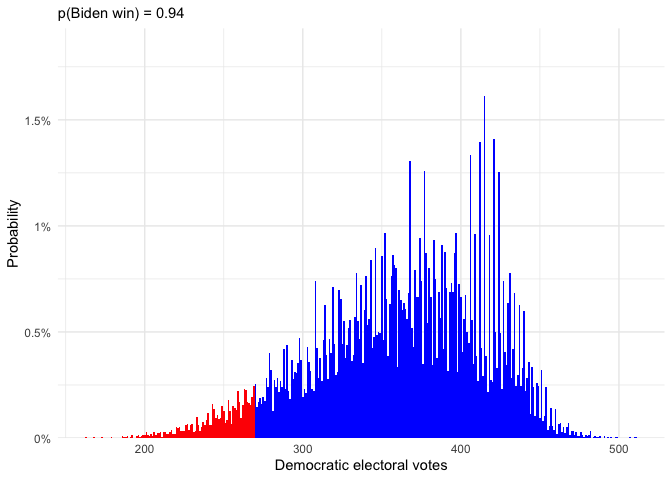 p(Biden win) = 0.94
1.5%
1%
Probability
0.5%
0%
200
300
400
500
Democratic electoral votes